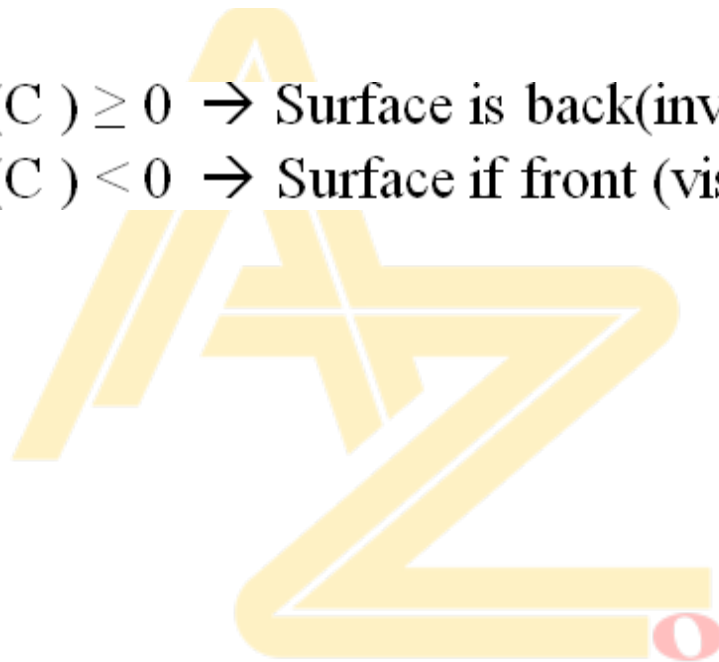 (C ) ≥ 0 → Surface is back(inv
(C ) < 0 → Surface if front (vis